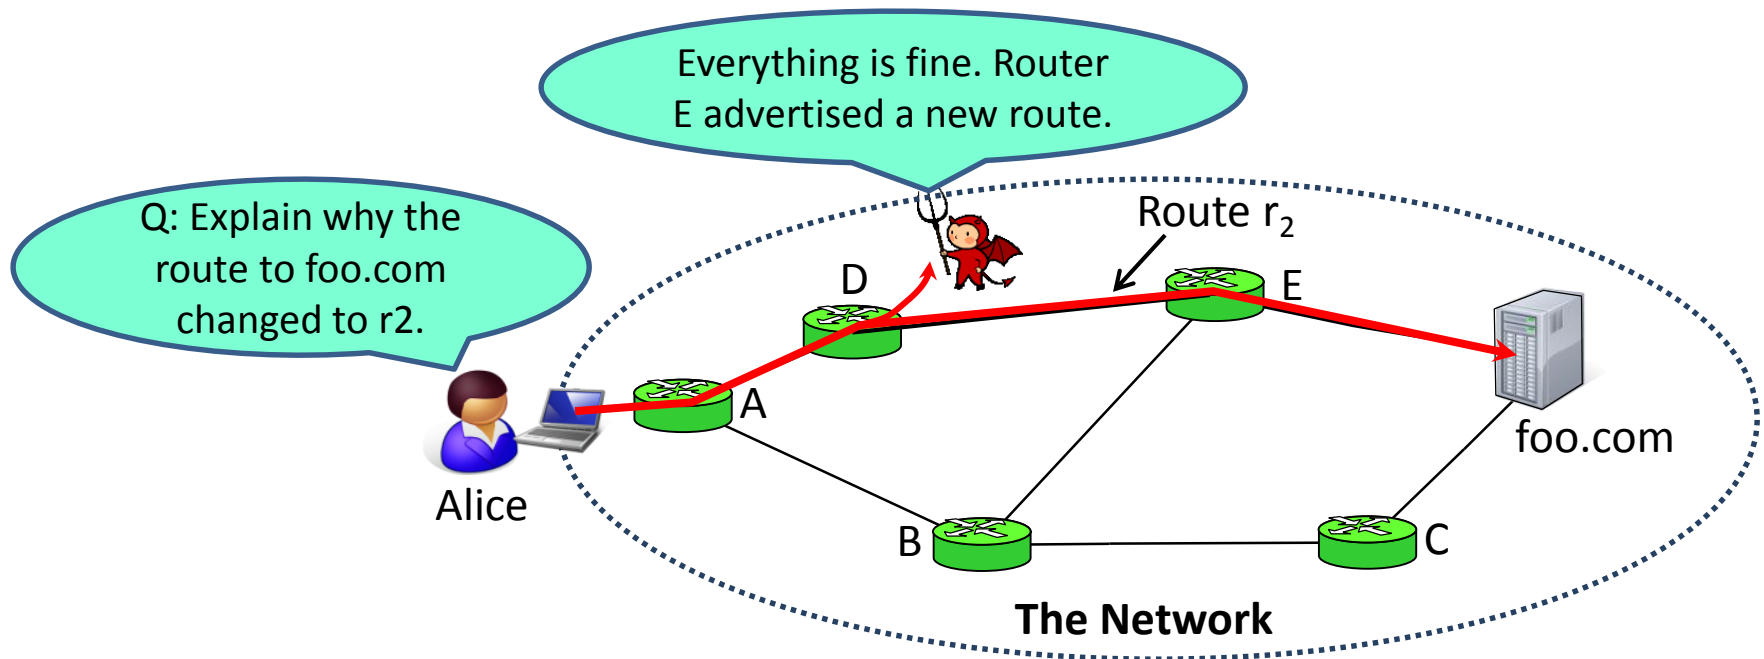 Everything is fine. Router
E advertised a new route.
Q: Explain why the
route to foo.com
changed to r2.
Route r₂
D
E
A
foo.com
Alice
B
C
The Network